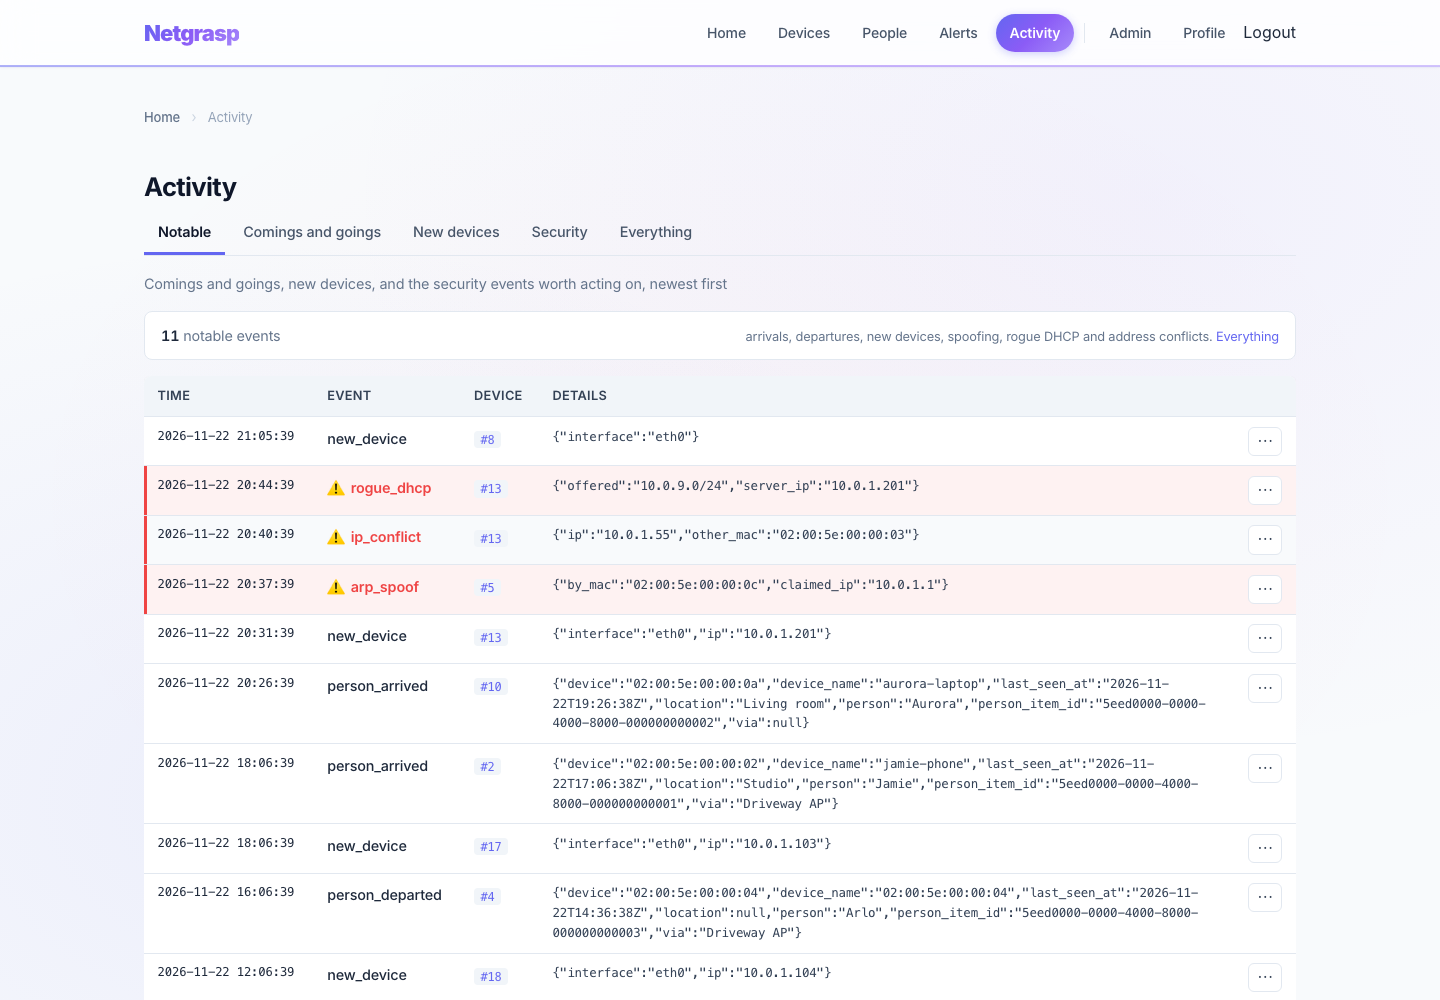 Netgrasp
Home Devices People Alerts Activity Admin Profile Logout
Home › Activity
Activity
Notable Comings and goings New devices Security Everything
Comings and goings, new devices, and the security events worth acting on, newest first
11 notable events arrivals, departures, new devices, spoofing, rogue DHCP and address conflicts. Everything
TIME EVENT DEVICE DETAILS
2026-11-22 21:05:39 new_device #8 {"interface":"eth0"} ...
2026-11-22 20:44:39 ⚠ rogue_dhcp #13 {"offered":"10.0.9.0/24","server_ip":"10.0.1.201"} ...
2026-11-22 20:40:39 ⚠ ip_conflict #13 {"ip":"10.0.1.55","other_mac":"02:00:5e:00:00:03"} ...
2026-11-22 20:37:39 ⚠ arp_spoof #5 {"by_mac":"02:00:5e:00:00:0c","claimed_ip":"10.0.1.1"} ...
2026-11-22 20:31:39 new_device #13 {"interface":"eth0","ip":"10.0.1.201"} ...
2026-11-22 20:26:39 person_arrived #10 {"device":"02:00:5e:00:00:0a","device_name":"aurora-laptop","last_seen_at":"2026-11- ...
22T19:26:38Z","location":"Living room","person":"Aurora","person_item_id":"5eed0000-0000-
4000-8000-000000000002","via":null}
2026-11-22 18:06:39 person_arrived #2 {"device":"02:00:5e:00:00:02","device_name":"jamie-phone","last_seen_at":"2026-11- ...
22T17:06:38Z","location":"Studio","person":"Jamie","person_item_id":"5eed0000-0000-4000-
8000-000000000001","via":"Driveway AP"}
2026-11-22 18:06:39 new_device #17 {"interface":"eth0","ip":"10.0.1.103"} ...
2026-11-22 16:06:39 person_departed #4 {"device":"02:00:5e:00:00:04","device_name":"02:00:5e:00:00:04","last_seen_at":"2026-11- ...
22T14:36:38Z","location":null,"person":"Arlo","person_item_id":"5eed0000-0000-4000-8000-
000000000003","via":"Driveway AP"}
2026-11-22 12:06:39 new_device #18 {"interface":"eth0","ip":"10.0.1.104"} ...